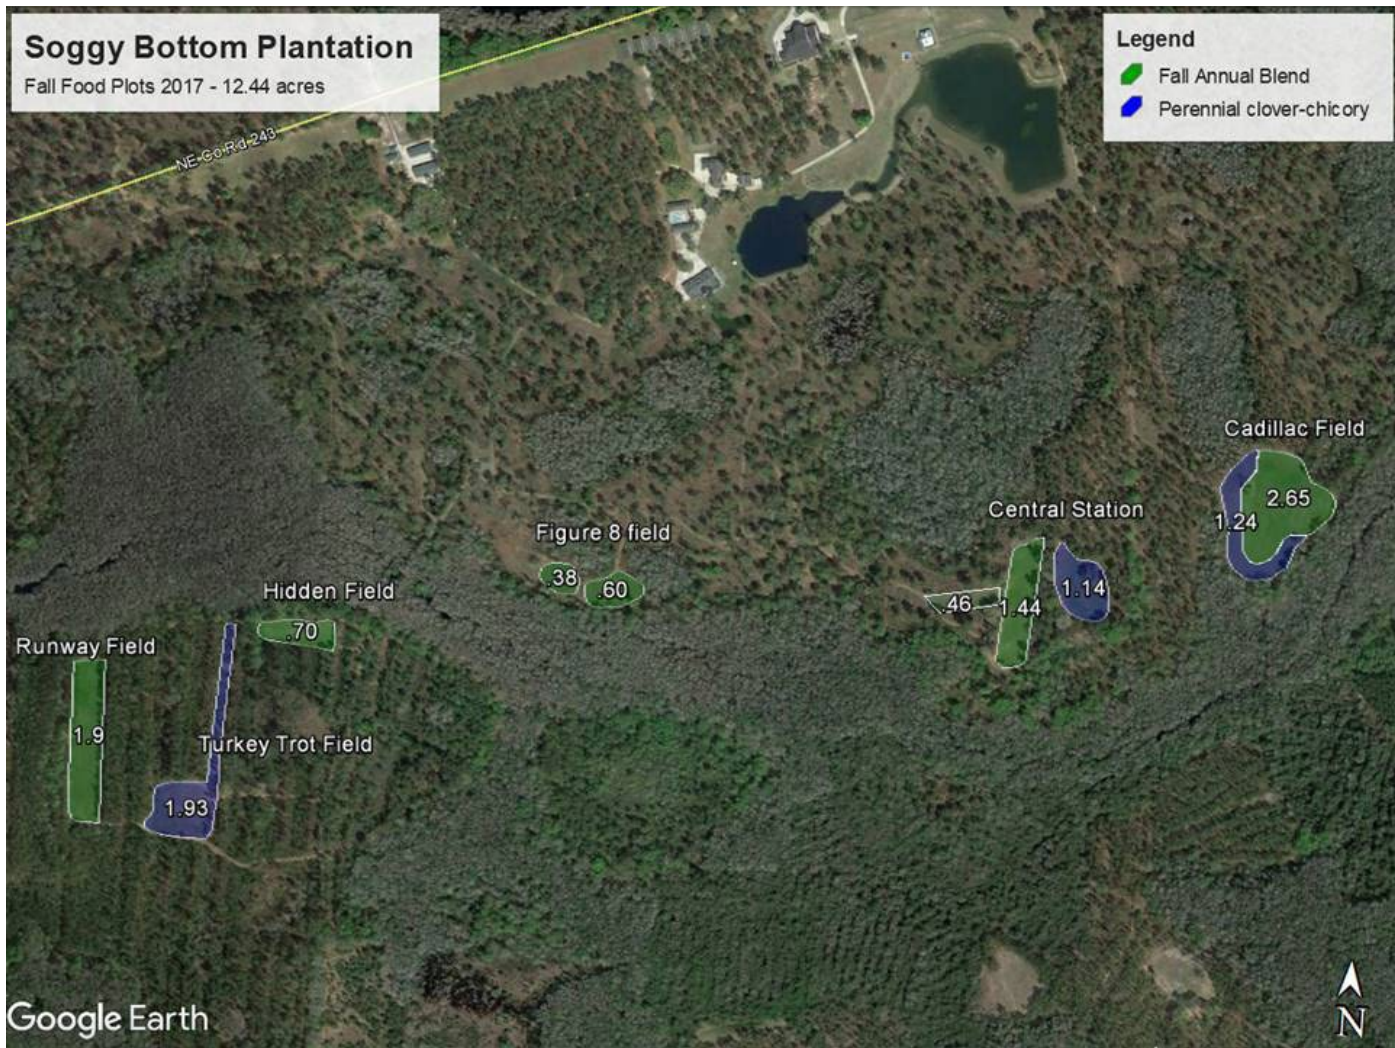 Soggy Bottom Plantation
Fall Food Plots 2017 - 12.44 acres
Legend
Fall Annual Blend
Perennial clover-chicory
NE Co Rd 243
Cadillac Field
2.65
1.24
Central Station
1.14
.46
1.44
Figure 8 field
.38
.60
Hidden Field
.70
Runway Field
1.9
Turkey Trot Field
1.93
Google Earth
N